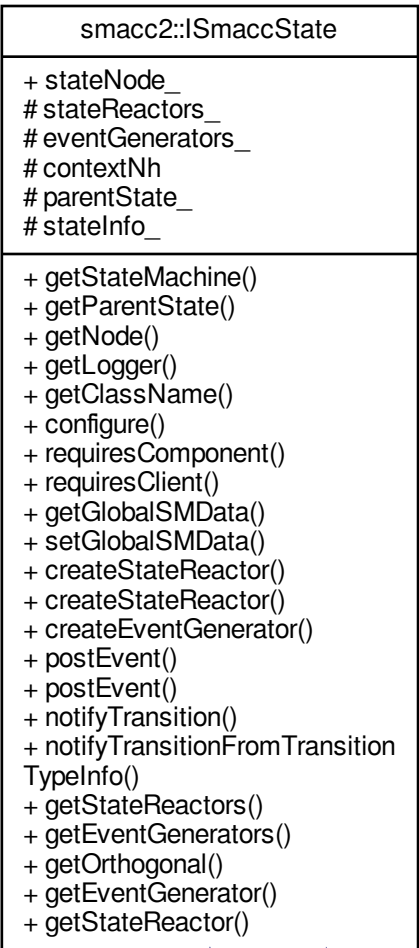 smacc2::ISmaccState
+ stateNode_
# stateReactors_
# eventGenerators_
# contextNh
# parentState_
# stateInfo_
+ getStateMachine()
+ getParentState()
+ getNode()
+ getLogger()
+ getClassName()
+ configure()
+ requiresComponent()
+ requiresClient()
+ getGlobalSMData()
+ setGlobalSMData()
+ createStateReactor()
+ createStateReactor()
+ createEventGenerator()
+ postEvent()
+ postEvent()
+ notifyTransition()
+ notifyTransitionFromTransition
TypeInfo()
+ getStateReactors()
+ getEventGenerators()
+ getOrthogonal()
+ getEventGenerator()
+ getStateReactor()